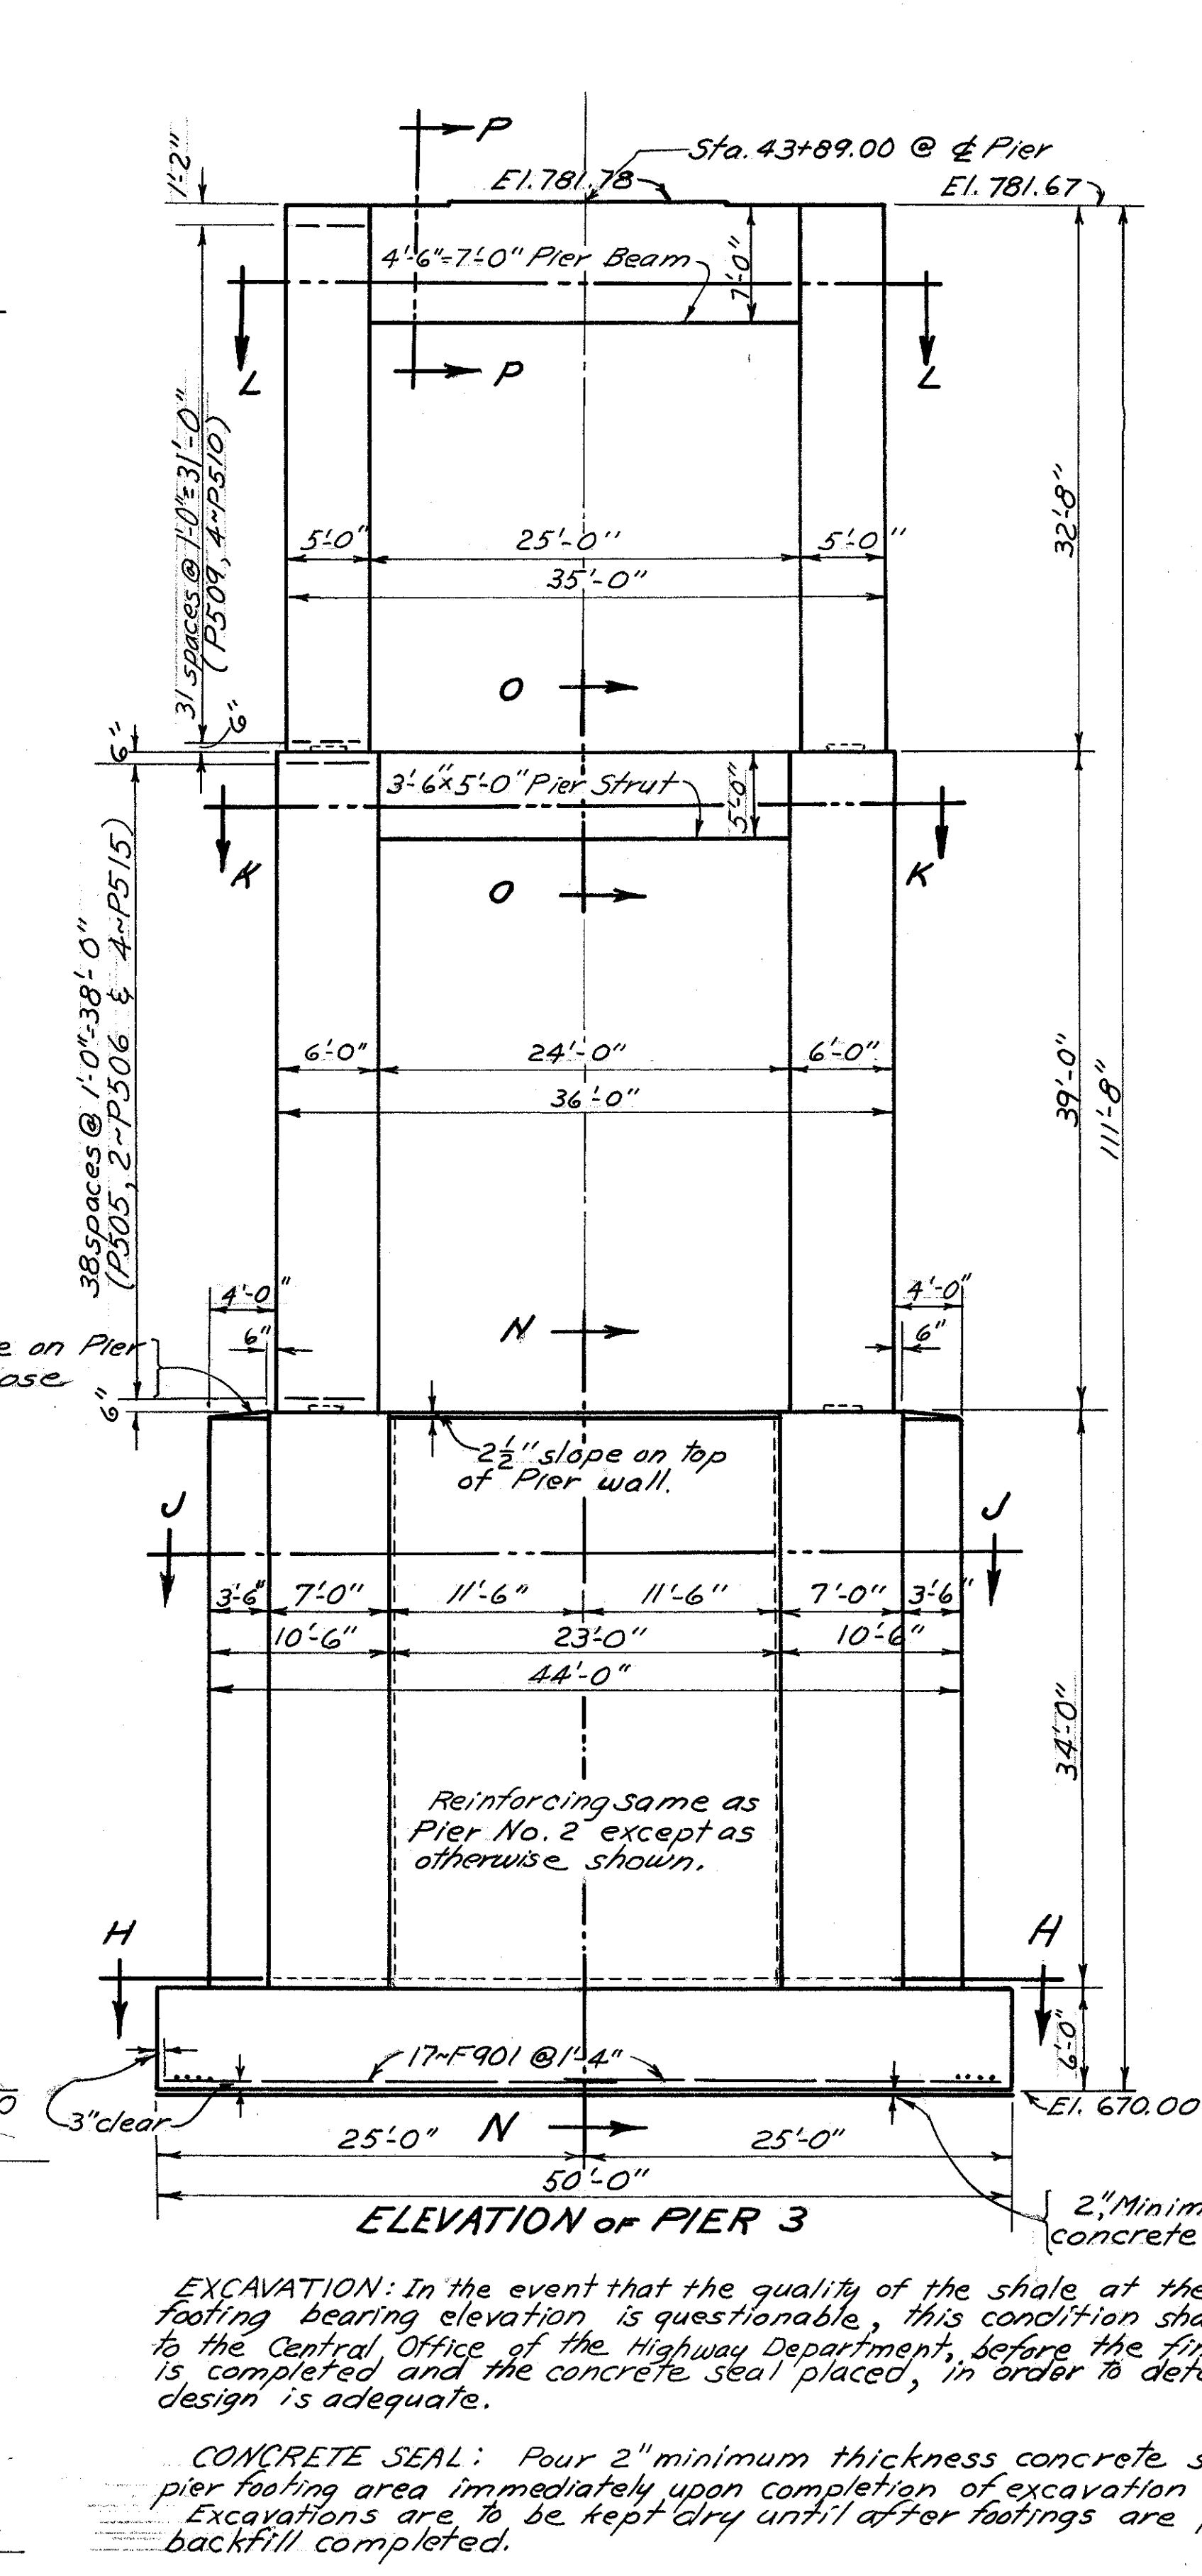 P
Sta. 43+89.00 @ ℄ Pier
El. 781.78
El. 781.67
1'-2"
4'-6"=7'-0" Pier Beam
7'-0"
L
L
P
31 spaces @ 1'-0"=31'-0"
(P509, 4~P510)
6"
32'-8"
5'-0"
25'-0"
5'-0"
35'-0"
O
6"
3'-6"x5'-0" Pier Strut
5'-0"
K
K
O
38 spaces @ 1'-0"=38'-0"
(P505, 2~P506 & 4~P515)
6'-0"
24'-0"
6'-0"
36'-0"
39'-0"
111'-8"
4'-0"
4'-0"
6"
N
6"
on Pier
6"
2½" slope on top
of Pier wall.
J
J
3'-6"
7'-0"
11'-6"
11'-6"
7'-0"
3'-6"
10'-6"
23'-0"
10'-6"
44'-0"
34'-0"
Reinforcing same as
Pier No. 2 except as
otherwise shown.
H
H
17~F901 @ 1'-4"
6'-0"
3" clear
N
El. 670.00
25'-0"
25'-0"
50'-0"
ELEVATION OF PIER 3
2" Minim
concrete
EXCAVATION: In the event that the quality of the shale at the
footing bearing elevation is questionable, this condition sha
to the Central Office of the Highway Department, before the fin
is completed and the concrete seal placed, in order to dete
design is adequate.
CONCRETE SEAL: Pour 2" minimum thickness concrete s
pier footing area immediately upon completion of excavation
Excavations are to be kept dry until after footings are
backfill completed.